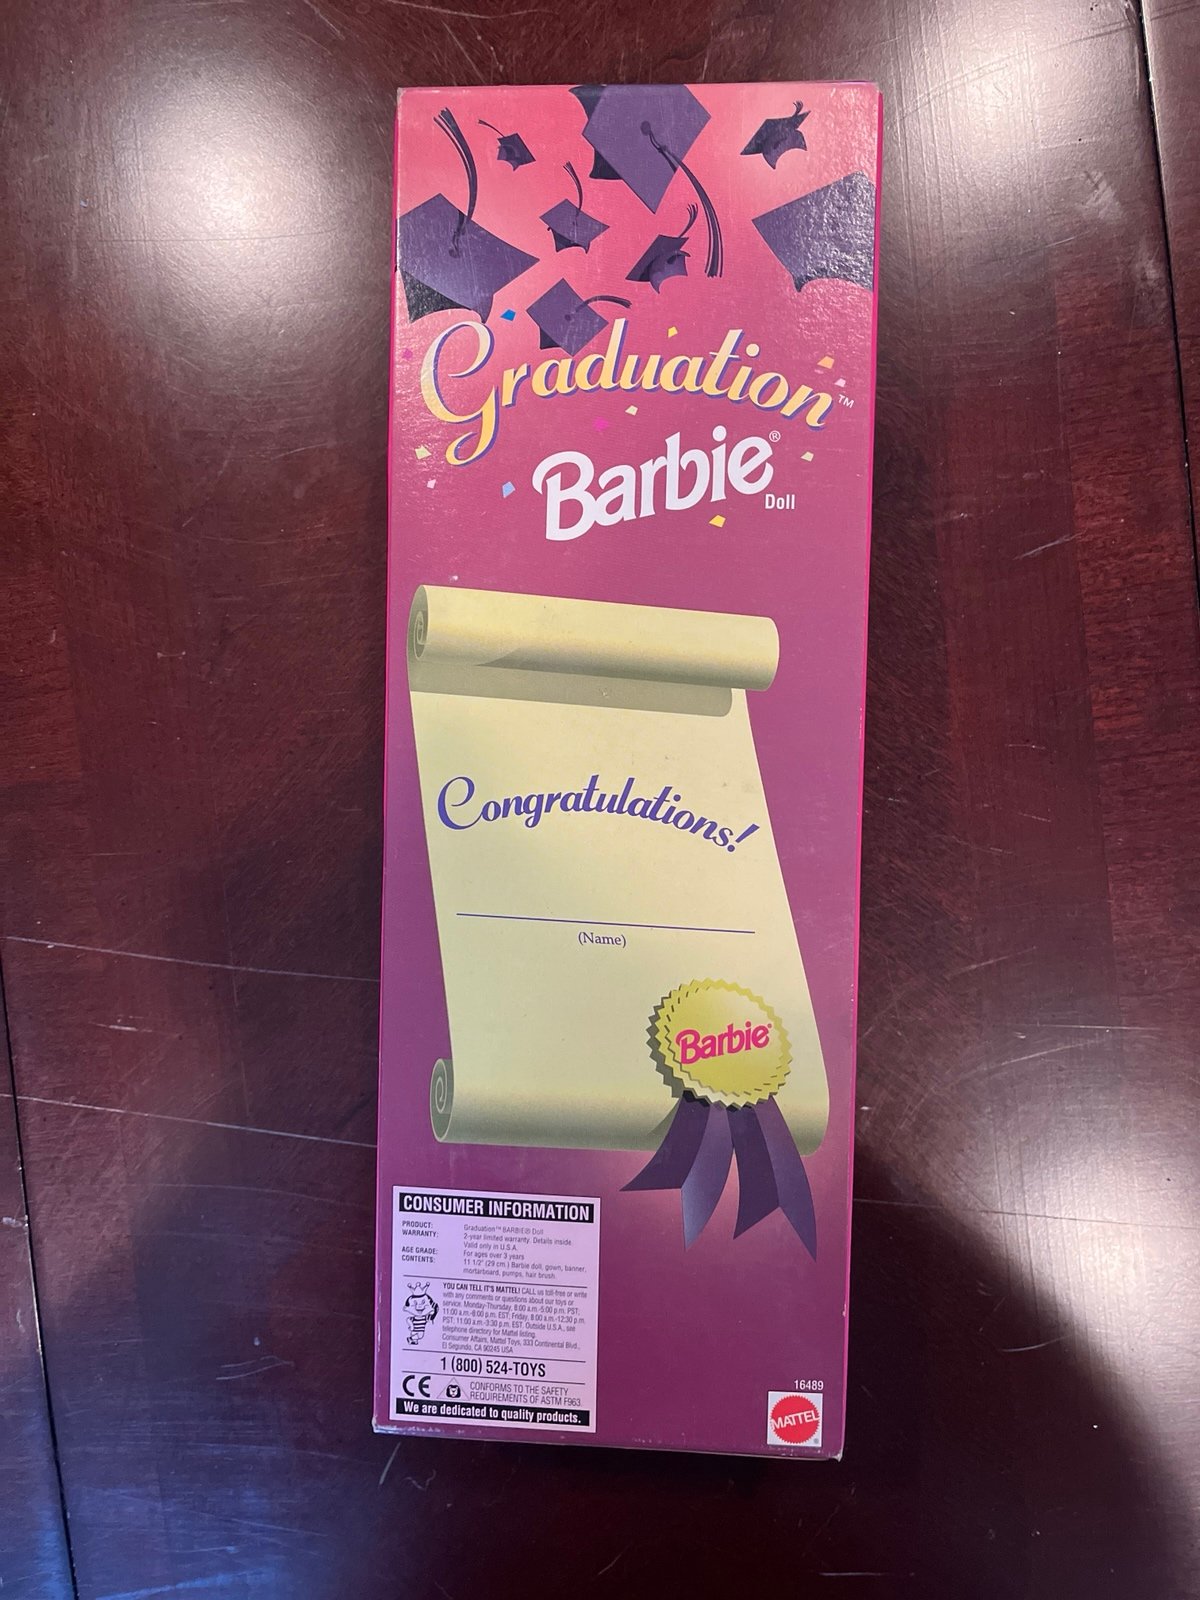 Graduation™
Barbie®
Doll
Congratulations!
(Name)
Barbie
CONSUMER INFORMATION
PRODUCT: Graduation™ BARBIE® Doll
WARRANTY: 2-year limited warranty. Details inside.
Valid only in U.S.A.
AGE GRADE: For ages over 3 years
CONTENTS: 11 1/2" (29 cm.) Barbie doll, gown, banner,
mortarboard, pumps, hair brush.
YOU CAN TELL IT'S MATTEL! CALL us toll-free or write
with any comments or questions about our toys or
service. Monday-Thursday, 8:00 a.m.-5:00 p.m. PST;
11:00 a.m.-8:00 p.m. EST; Friday, 8:00 a.m.-12:30 p.m.
PST; 11:00 a.m.-3:30 p.m. EST. Outside U.S.A., see
telephone directory for Mattel listing.
Consumer Affairs, Mattel Toys, 333 Continental Blvd.,
El Segundo, CA 90245 USA
1 (800) 524-TOYS
CE
CONFORMS TO THE SAFETY
REQUIREMENTS OF ASTM F963.
We are dedicated to quality products.
16489
MATTEL
®